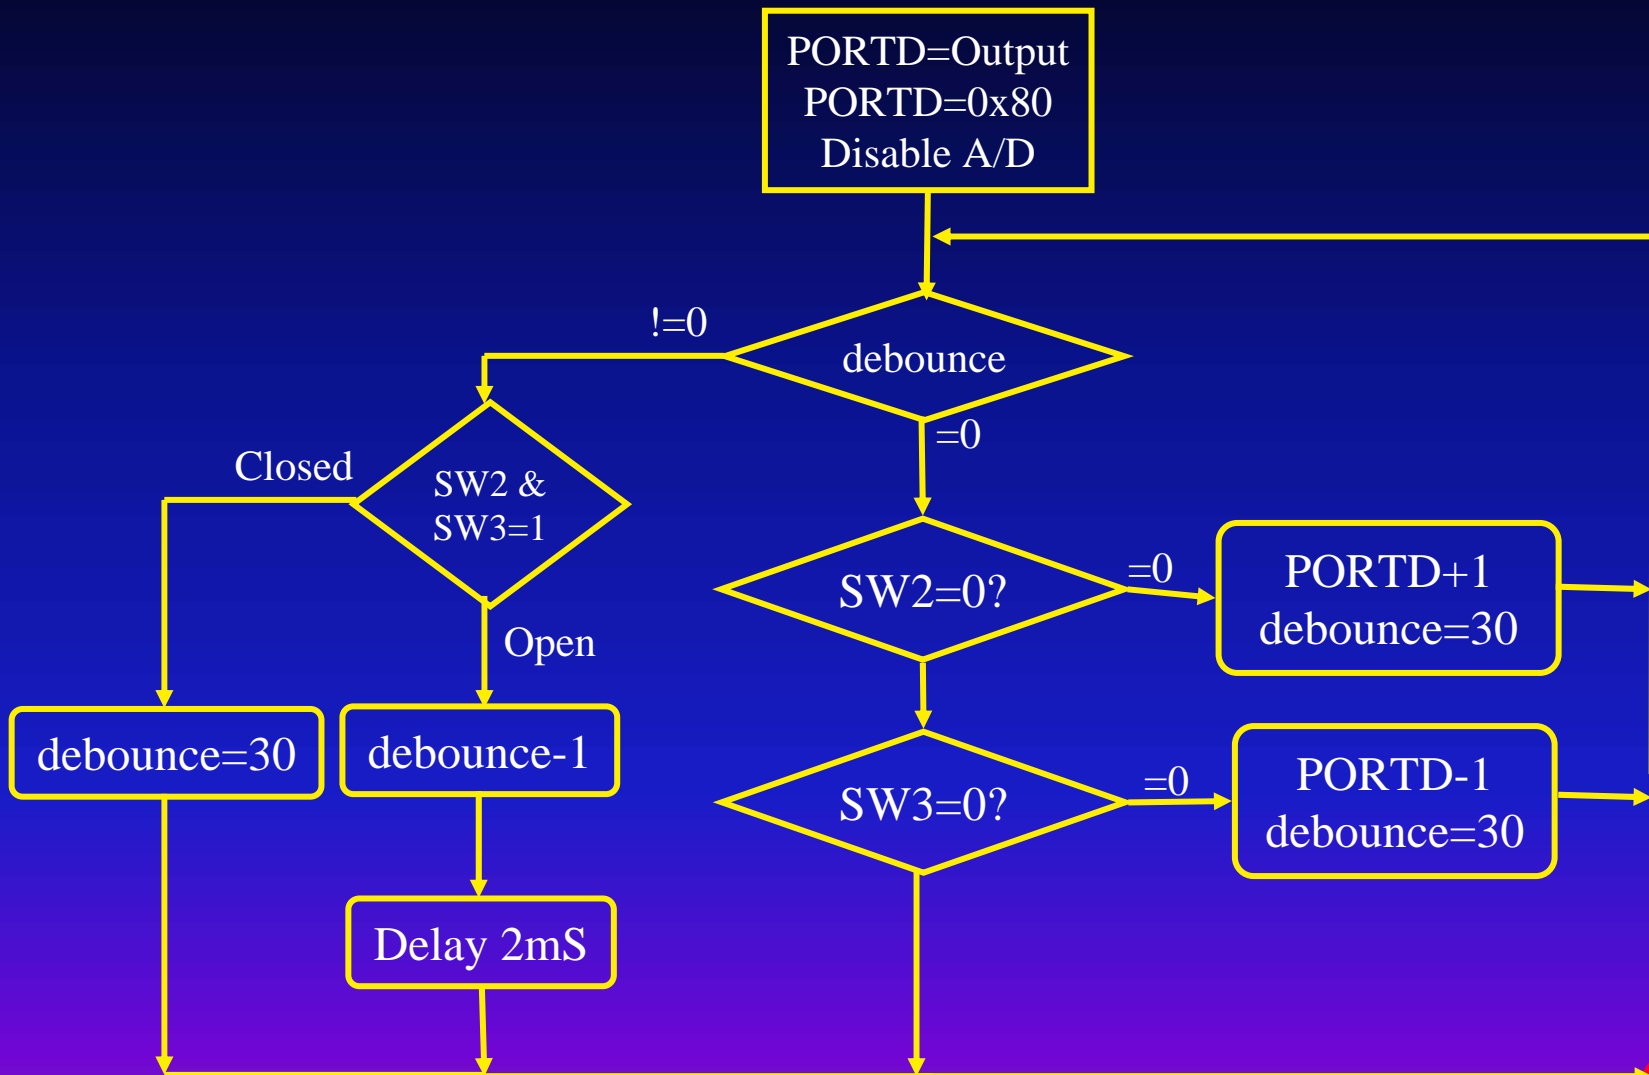 PORTD=Output
PORTD=0x80
Disable A/D
!=0
debounce
=0
Closed
SW2 &
SW3=1
Open
SW2=0?
=0
PORTD+1
debounce=30
debounce=30
debounce-1
SW3=0?
=0
PORTD-1
debounce=30
Delay 2mS